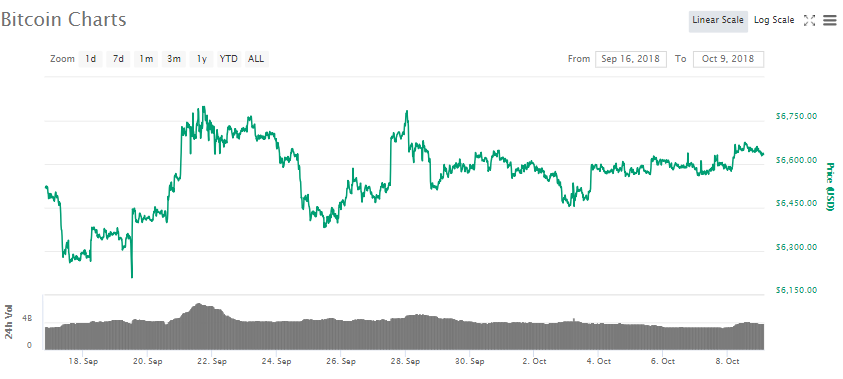 Bitcoin Charts
Linear Scale Log Scale
Zoom 1d 7d 1m 3m 1y YTD ALL From Sep 16, 2018 To Oct 9, 2018
$6,750.00
$6,600.00
$6,450.00
$6,300.00
$6,150.00
Price (USD)
24h Vol
4B
0
18. Sep 20. Sep 22. Sep 24. Sep 26. Sep 28. Sep 30. Sep 2. Oct 4. Oct 6. Oct 8. Oct